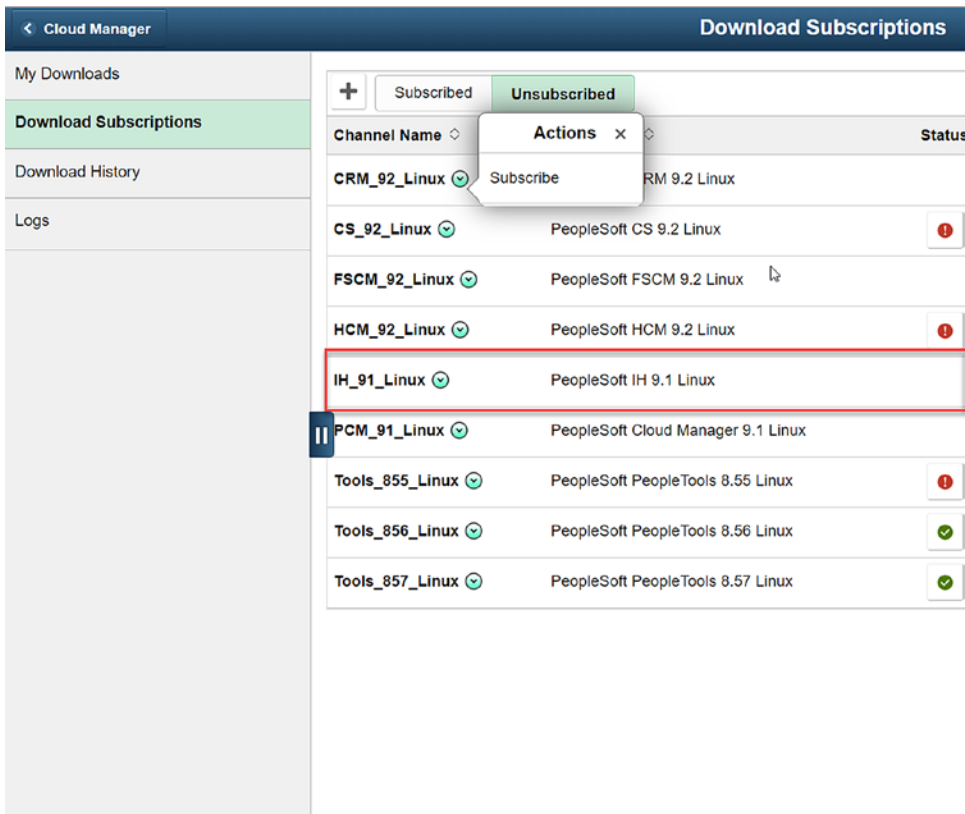 Cloud Manager
Download Subscriptions
My Downloads
Download Subscriptions
Download History
Logs
Subscribed Unsubscribed
Channel Name Status
Actions ×
Subscribe
CRM_92_Linux RM 9.2 Linux
CS_92_Linux PeopleSoft CS 9.2 Linux
FSCM_92_Linux PeopleSoft FSCM 9.2 Linux
HCM_92_Linux PeopleSoft HCM 9.2 Linux
IH_91_Linux PeopleSoft IH 9.1 Linux
PCM_91_Linux PeopleSoft Cloud Manager 9.1 Linux
Tools_855_Linux PeopleSoft PeopleTools 8.55 Linux
Tools_856_Linux PeopleSoft PeopleTools 8.56 Linux
Tools_857_Linux PeopleSoft PeopleTools 8.57 Linux